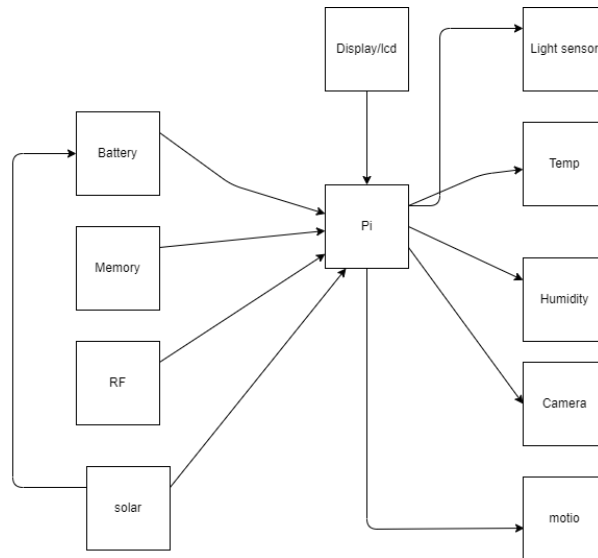 Display/lcd
Light sensor
Battery
Temp
Pi
Memory
Humidity
RF
Camera
solar
motio